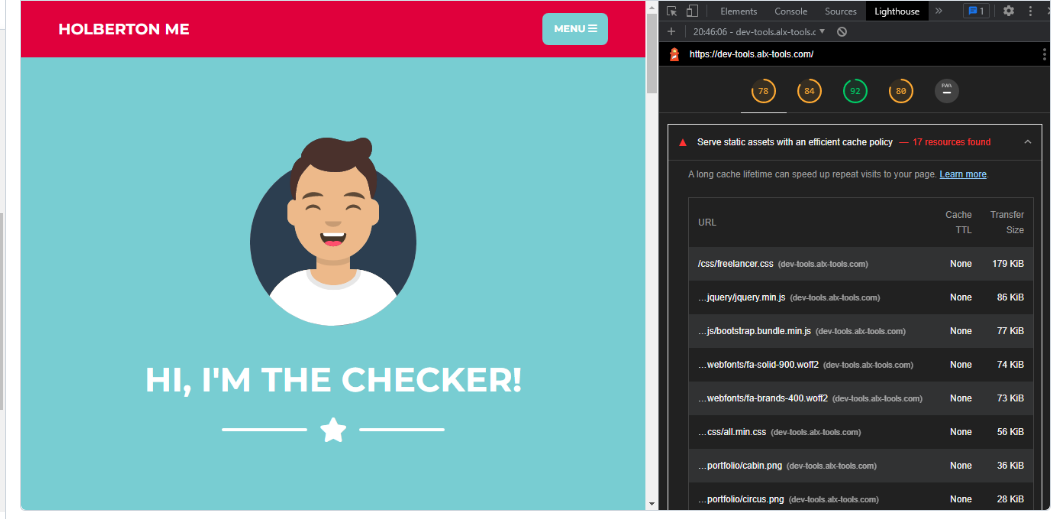 HOLBERTON ME
MENU
HI, I'M THE CHECKER!
Elements Console Sources Lighthouse » 1
+ 20:46:06 - dev-tools.alx-tools.c
https://dev-tools.alx-tools.com/
78 84 92 80 PWA
Serve static assets with an efficient cache policy — 17 resources found
A long cache lifetime can speed up repeat visits to your page. Learn more.
URL Cache TTL Transfer Size
/css/freelancer.css (dev-tools.alx-tools.com) None 179 KiB
…jquery/jquery.min.js (dev-tools.alx-tools.com) None 86 KiB
…js/bootstrap.bundle.min.js (dev-tools.alx-tools.com) None 77 KiB
…webfonts/fa-solid-900.woff2 (dev-tools.alx-tools.com) None 74 KiB
…webfonts/fa-brands-400.woff2 (dev-tools.alx-tools.com) None 73 KiB
…css/all.min.css (dev-tools.alx-tools.com) None 56 KiB
…portfolio/cabin.png (dev-tools.alx-tools.com) None 36 KiB
…portfolio/circus.png (dev-tools.alx-tools.com) None 28 KiB